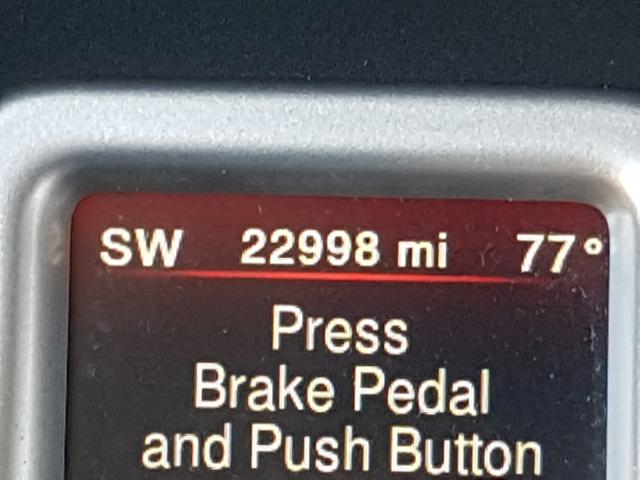 SW 22998 mi 77°
Press
Brake Pedal
and Push Button